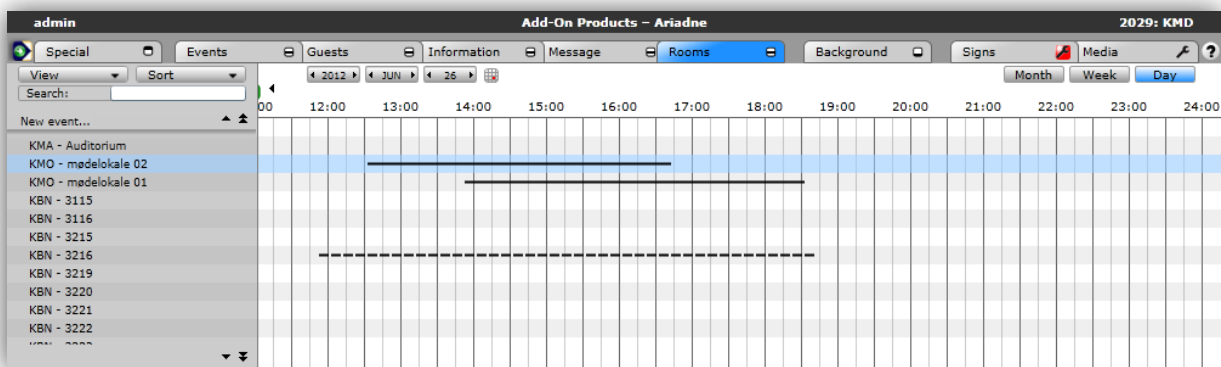 admin Add-On Products – Ariadne 2029: KMD
Special Events Guests Information Message Rooms Background Signs Media ?
View Sort 2012 JUN 26 Month Week Day
Search:
00 12:00 13:00 14:00 15:00 16:00 17:00 18:00 19:00 20:00 21:00 22:00 23:00 24:00
New event...
KMA - Auditorium
KMO - mødelokale 02
KMO - mødelokale 01
KBN - 3115
KBN - 3116
KBN - 3215
KBN - 3216
KBN - 3219
KBN - 3220
KBN - 3221
KBN - 3222